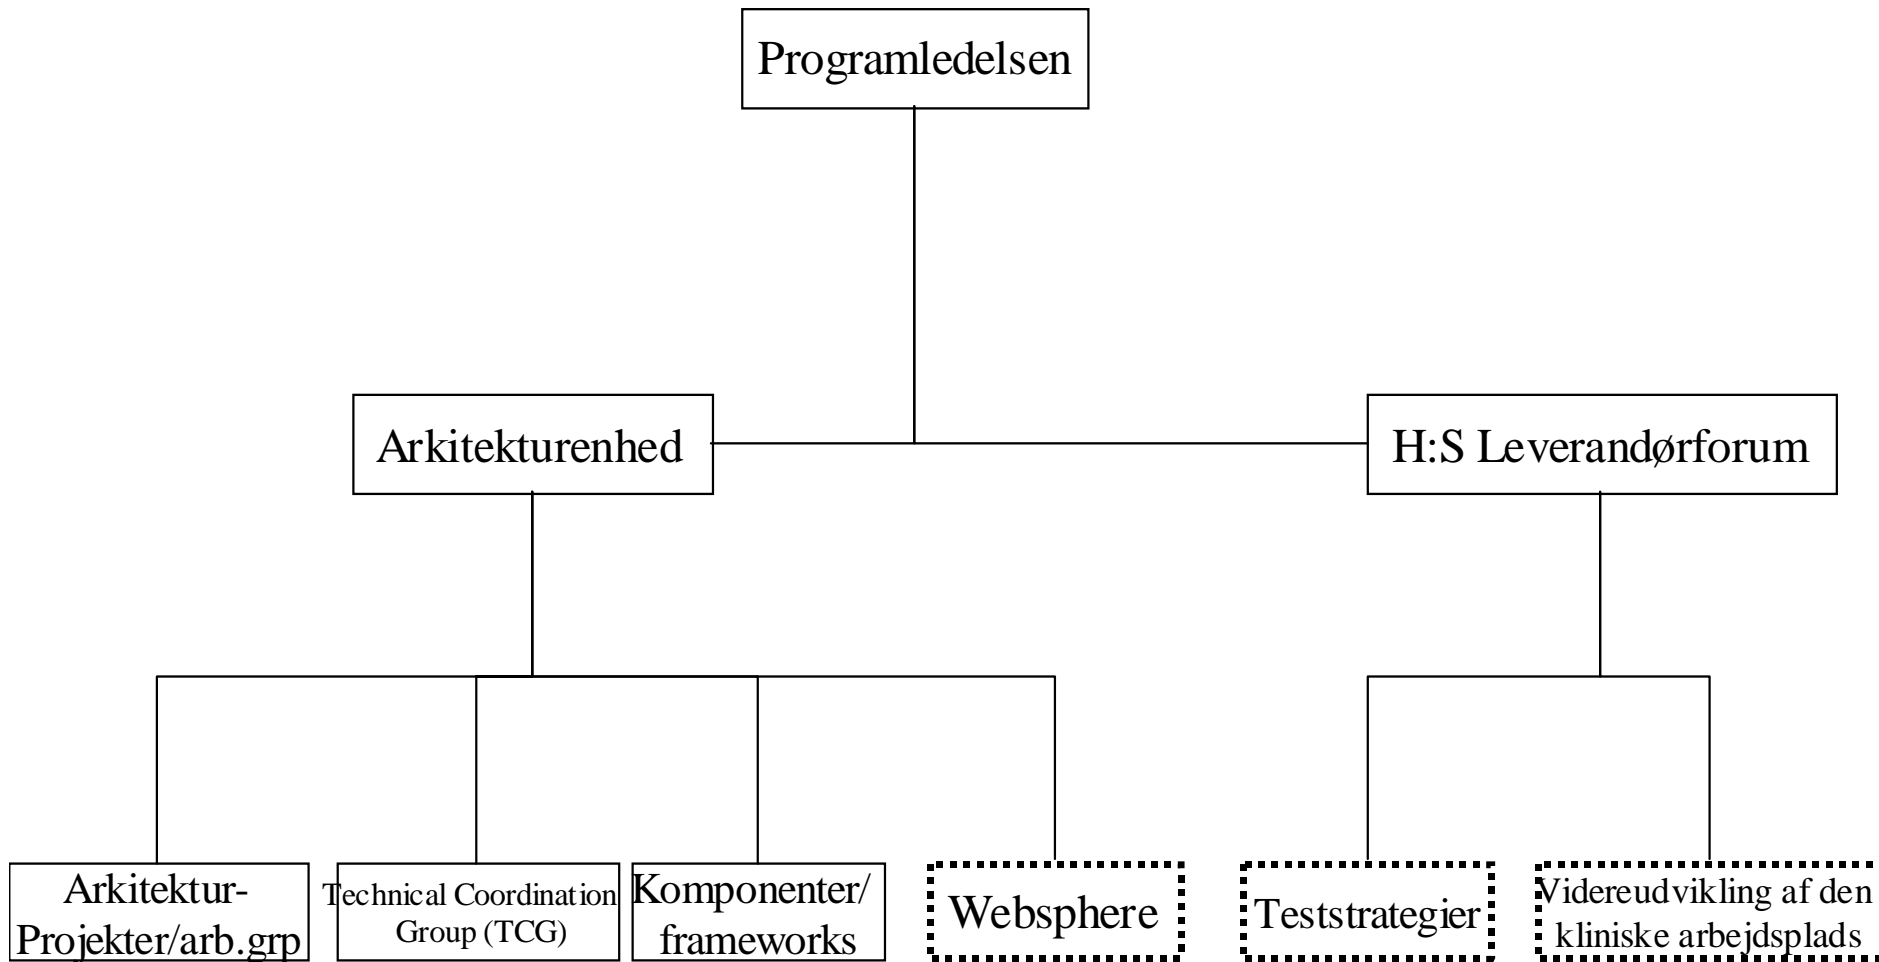 Programledelsen
Arkitekturenhed
H:S Leverandørforum
Arkitektur-
Projekter/arb.grp
Technical Coordination
Group (TCG)
Komponenter/
frameworks
Websphere
Teststrategier
Videreudvikling af den
kliniske arbejdsplads